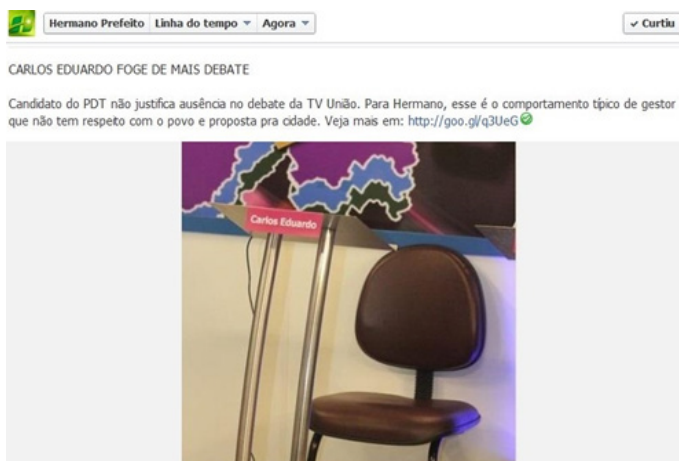 Hermano Prefeito Linha do tempo Agora Curtiu
CARLOS EDUARDO FOGE DE MAIS DEBATE
Candidato do PDT não justifica ausência no debate da TV União. Para Hermano, esse é o comportamento típico de gestor
que não tem respeto com o povo e proposta pra cidade. Veja mais em: http://goo.gl/q3UeG
Carlos Eduardo